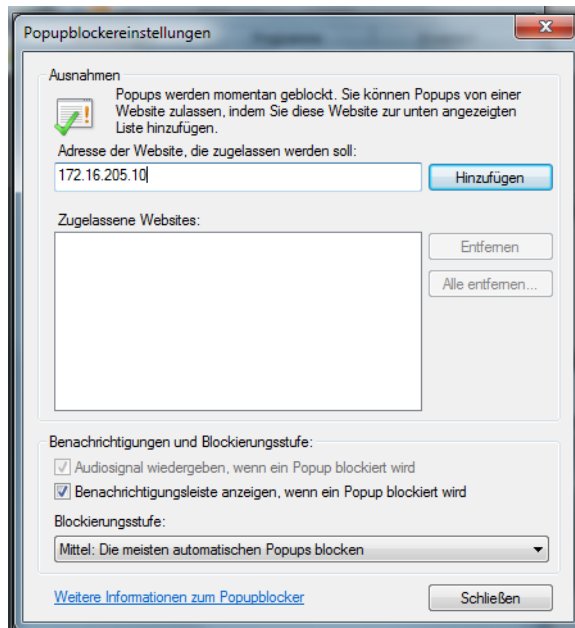 Popupblockereinstellungen
Ausnahmen
Popups werden momentan geblockt. Sie können Popups von einer
Website zulassen, indem Sie diese Website zur unten angezeigten
Liste hinzufügen.
Adresse der Website, die zugelassen werden soll:
172.16.205.10
Hinzufügen
Zugelassene Websites:
Entfernen
Alle entfernen...
Benachrichtigungen und Blockierungsstufe:
Audiosignal wiedergeben, wenn ein Popup blockiert wird
Benachrichtigungsleiste anzeigen, wenn ein Popup blockiert wird
Blockierungsstufe:
Mittel: Die meisten automatischen Popups blocken
Weitere Informationen zum Popupblocker
Schließen